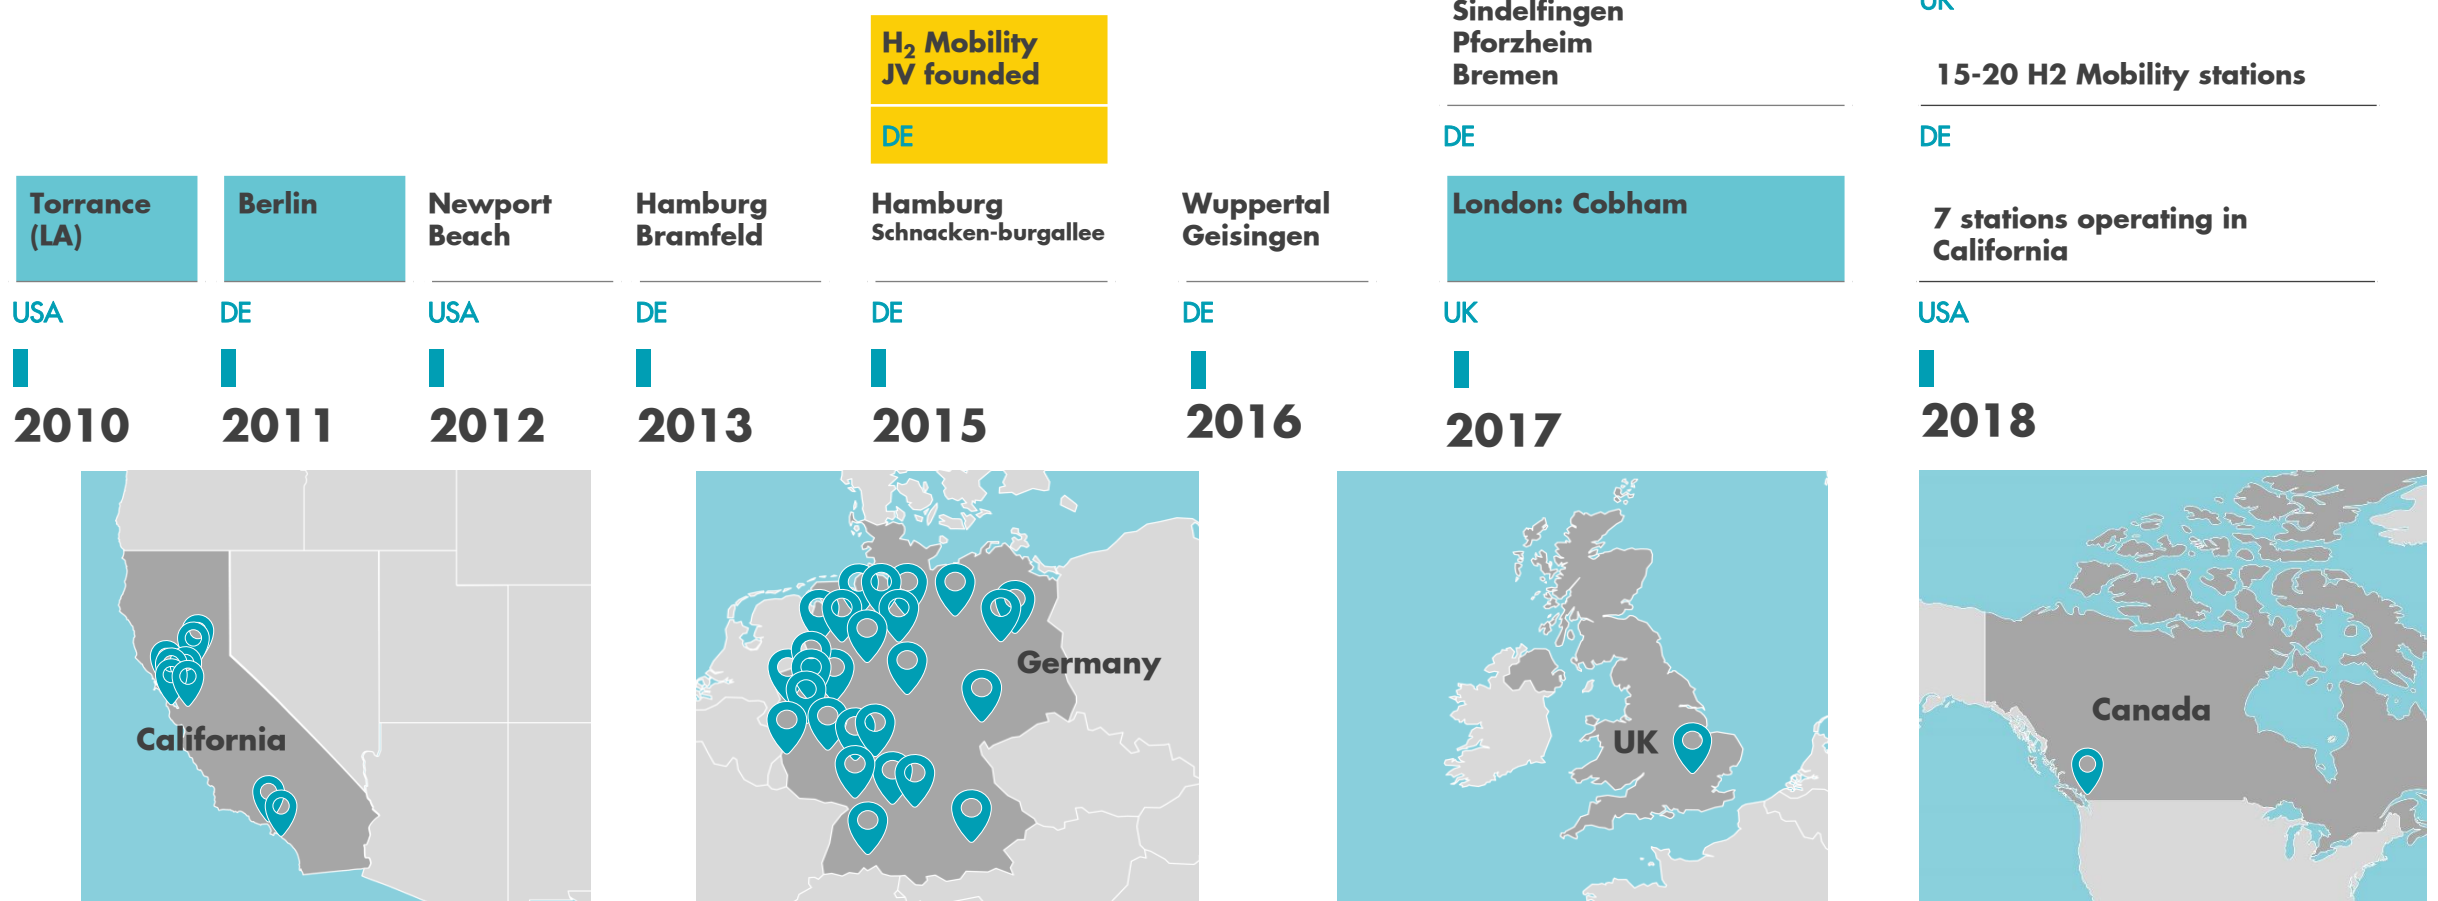 H2 Mobility
JV founded
DE
Sindelfingen
Pforzheim
Bremen
DE
UK
15-20 H2 Mobility stations
DE
Torrance
(LA)
USA
2010
Berlin
DE
2011
Newport
Beach
USA
2012
Hamburg
Bramfeld
DE
2013
Hamburg
Schnacken-burgallee
DE
2015
Wuppertal
Geisingen
DE
2016
London: Cobham
UK
2017
7 stations operating in
California
USA
2018
California
Germany
UK
Canada